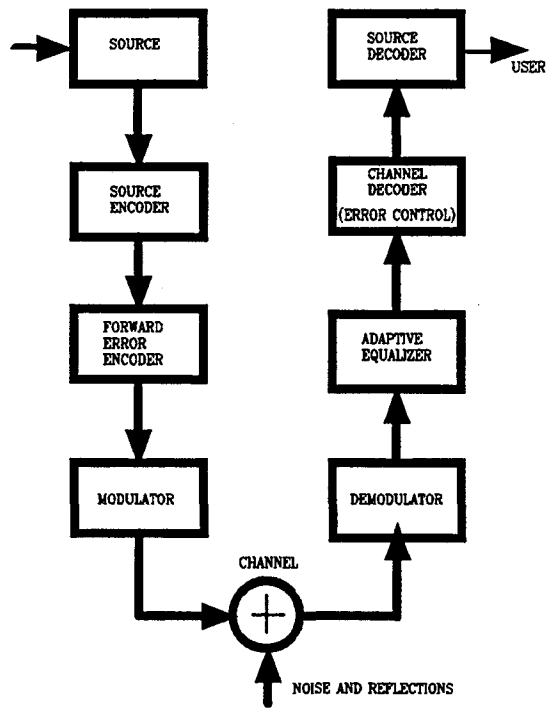 SOURCE
SOURCE
ENCODER
FORWARD
ERROR
ENCODER
MODULATOR
CHANNEL
NOISE AND REFLECTIONS
DEMODULATOR
ADAPTIVE
EQUALIZER
CHANNEL
DECODER
(ERROR CONTROL)
SOURCE
DECODER
USER